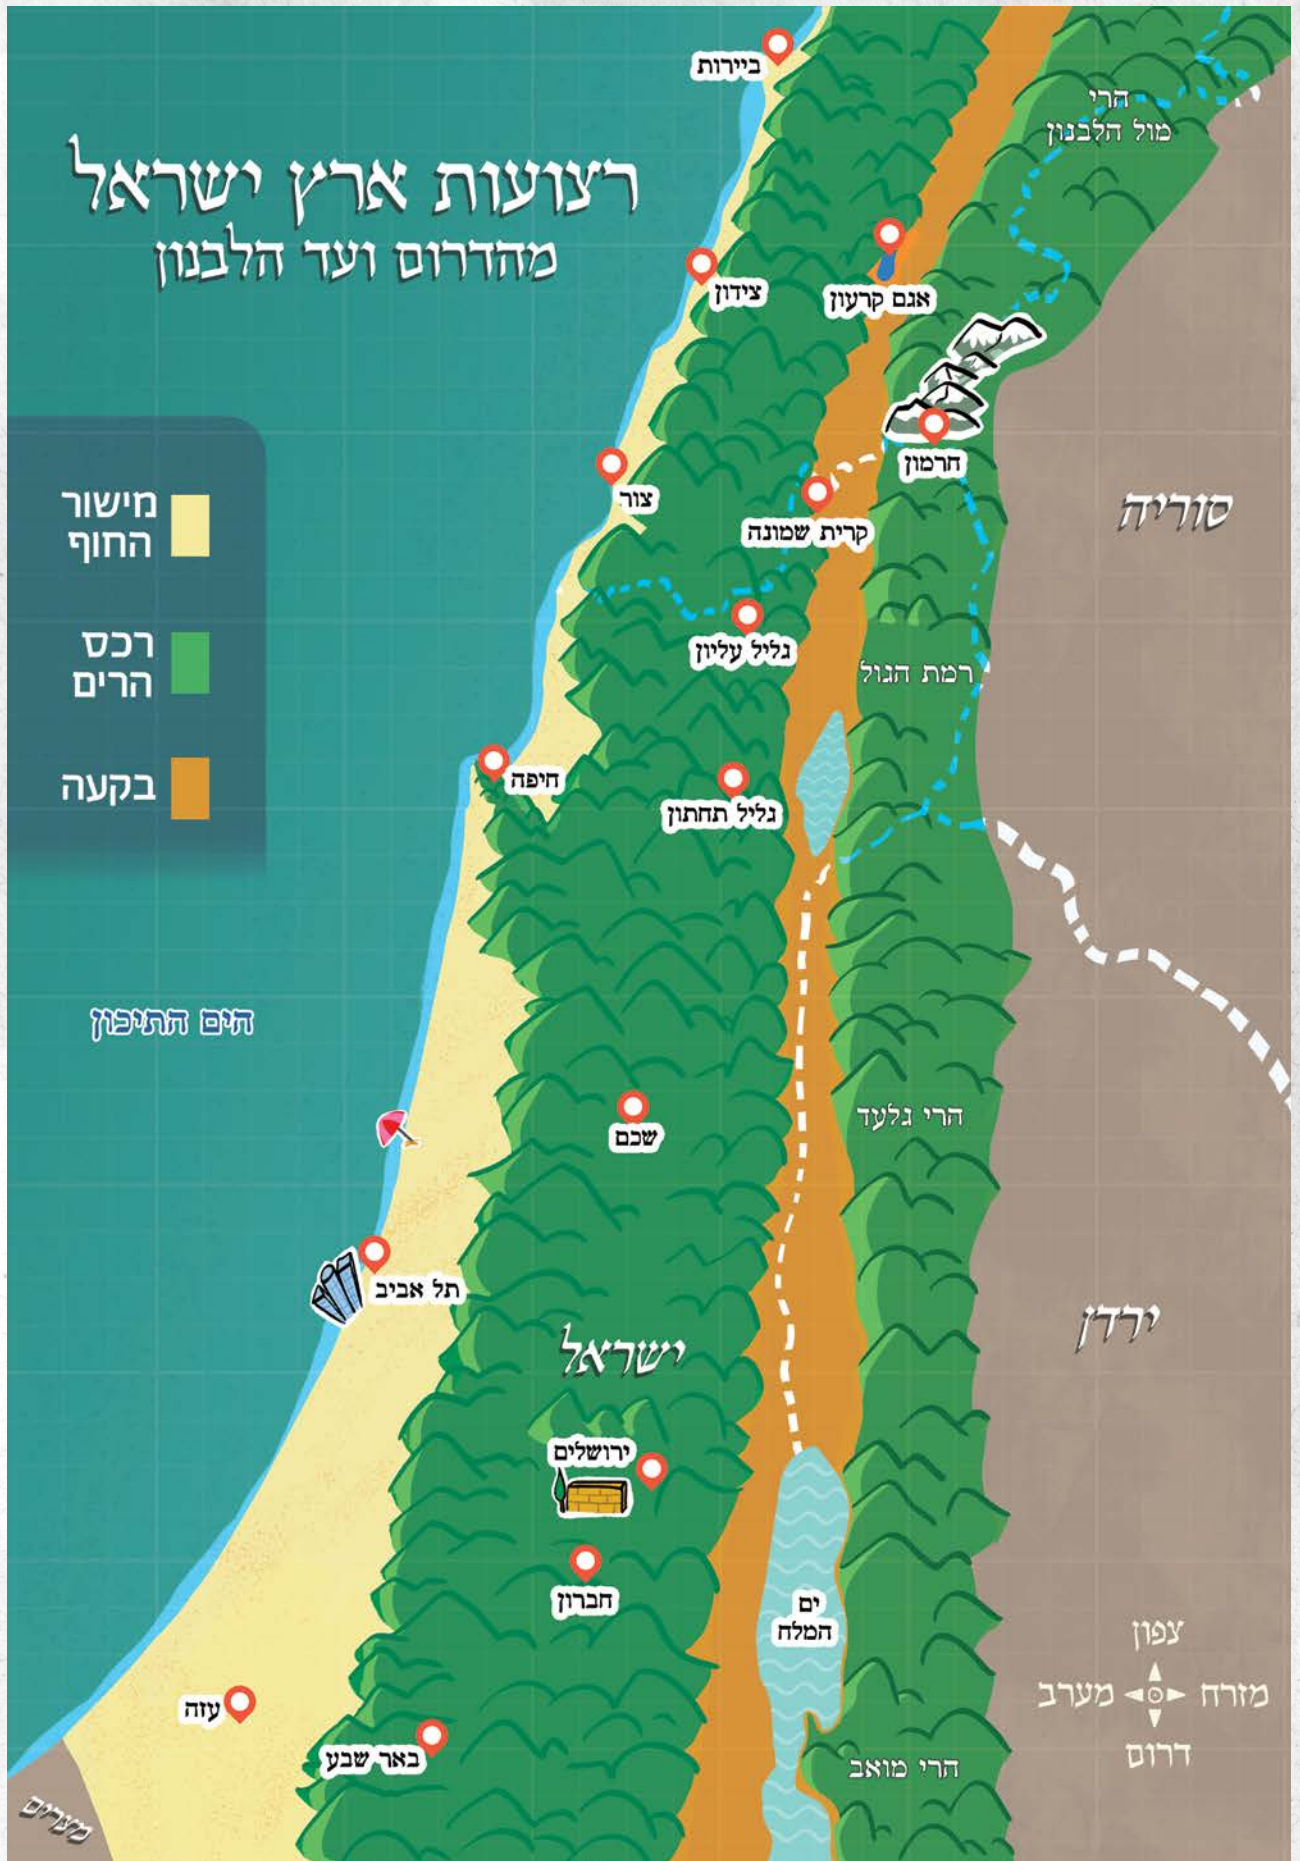 רצועות ארץ ישראל
מהדרום ועד הלבנון
ביירות
הרי
מול הלבנון
צידון
אגם קרעון
חרמון
צור
קרית שמונה
סוריה
מישור
החוף
רכס
הרים
בקעה
גליל עליון
רמת הגול
חיפה
גליל תחתון
הים התיכון
שכם
הרי גלעד
תל אביב
ישראל
ירדן
ירושלים
חברון
ים
המלח
עזה
באר שבע
הרי מואב
צפון
מזרח
מערב
דרום
מצרים